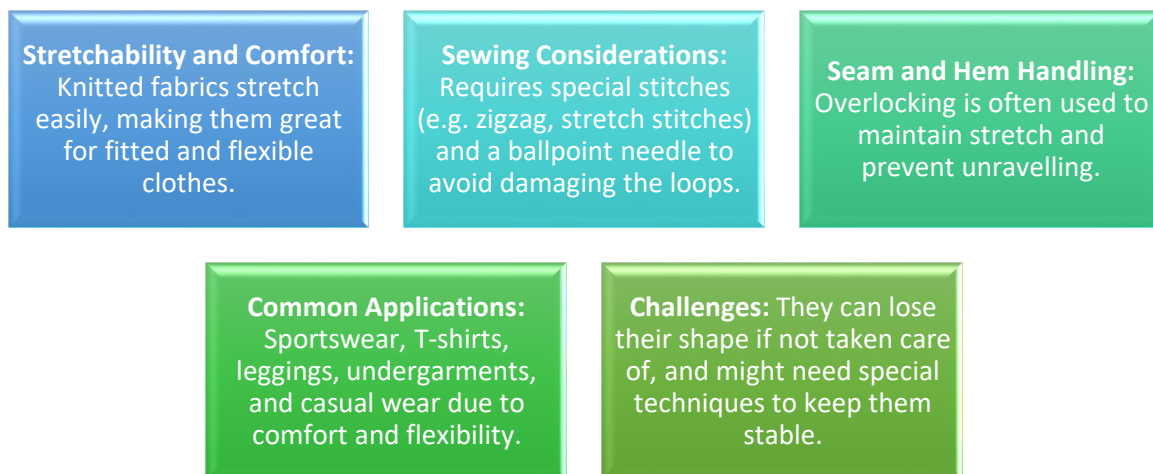 Stretchability and Comfort:
Knitted fabrics stretch
easily, making them great
for fitted and flexible
clothes.
Sewing Considerations:
Requires special stitches
(e.g. zigzag, stretch stitches)
and a ballpoint needle to
avoid damaging the loops.
Seam and Hem Handling:
Overlocking is often used to
maintain stretch and
prevent unravelling.
Common Applications:
Sportswear, T-shirts,
leggings, undergarments,
and casual wear due to
comfort and flexibility.
Challenges: They can lose
their shape if not taken care
of, and might need special
techniques to keep them
stable.